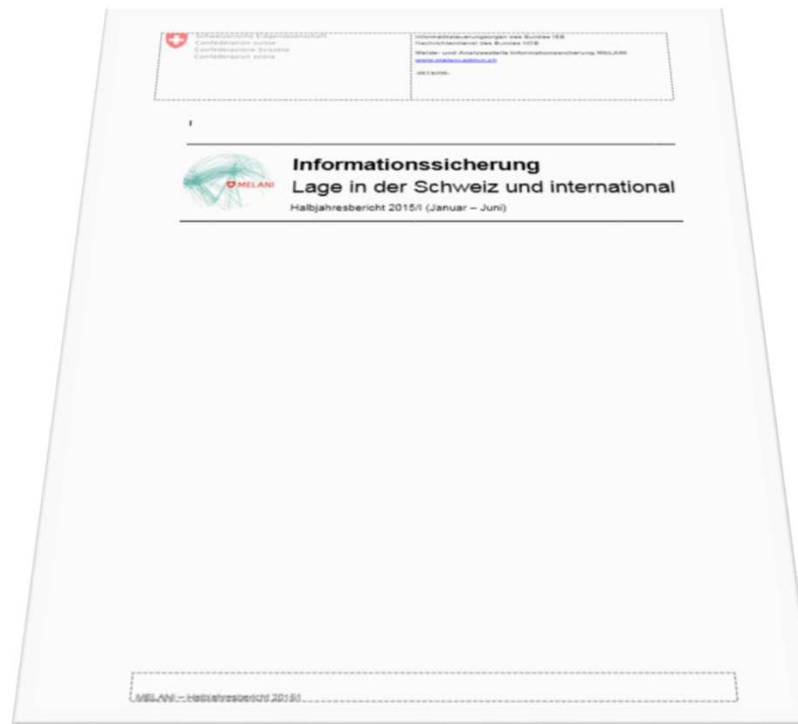 Schweizerische Eidgenossenschaft
Confédération suisse
Confederazione Svizzera
Confederaziun svizra
Informatiksteuerungsorgan des Bundes ISB
Nachrichtendienst des Bundes NDB
Melde- und Analysestelle Informationssicherung MELANI
www.melani.admin.ch
MELANI
Informationssicherung
Lage in der Schweiz und international
Halbjahresbericht 2015/I (Januar – Juni)
MELANI – Halbjahresbericht 2015/I